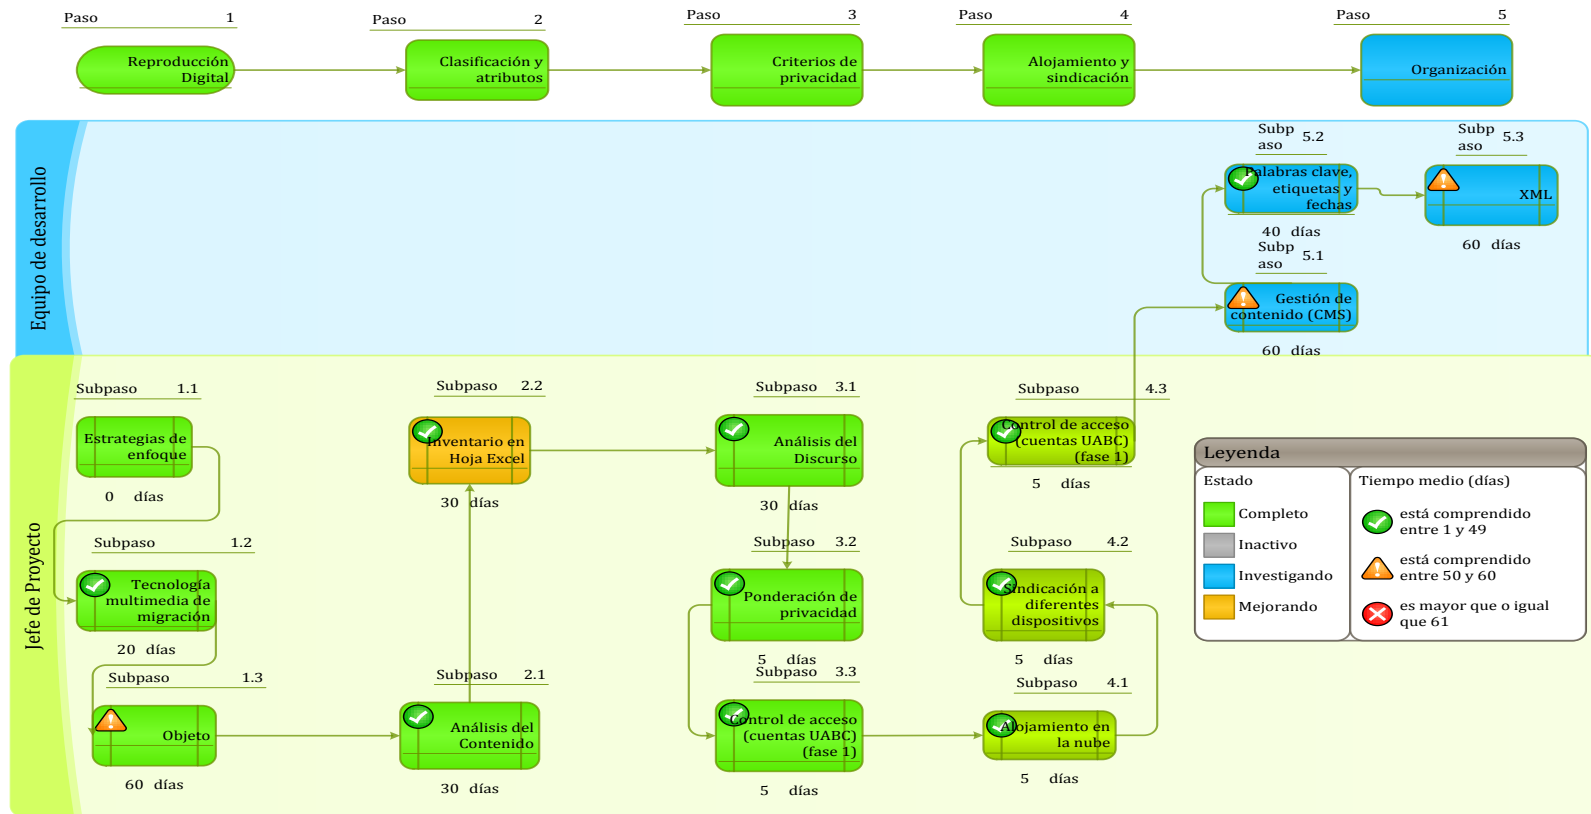 Paso 1
Paso 2
Paso 3
Paso 4
Paso 5
Reproducción
Digital
Clasificación y
atributos
Criterios de
privacidad
Alojamiento y
sindicación
Organización
Equipo de desarrollo
Subp
aso 5.2
Palabras clave,
etiquetas y
fechas
40 días
Subp
aso 5.3
XML
60 días
Subp
aso 5.1
Gestión de
contenido (CMS)
60 días
Jefe de Proyecto
Subpaso 1.1
Estrategias de
enfoque
0 días
Subpaso 1.2
Tecnología
multimedia de
migración
20 días
Subpaso 1.3
Objeto
60 días
Subpaso 2.2
Inventario en
Hoja Excel
30 días
Subpaso 2.1
Análisis del
Contenido
30 días
Subpaso 3.1
Análisis del
Discurso
30 días
Subpaso 3.2
Ponderación de
privacidad
5 días
Subpaso 3.3
Control de acceso
(cuentas UABC)
(fase 1)
5 días
Subpaso 4.3
Control de acceso
(cuentas UABC)
(fase 1)
5 días
Subpaso 4.2
Sindicación a
diferentes
dispositivos
5 días
Subpaso 4.1
Alojamiento en
la nube
5 días
Leyenda
Estado
Completo
Inactivo
Investigando
Mejorando
Tiempo medio (días)
está comprendido
entre 1 y 49
está comprendido
entre 50 y 60
es mayor que o igual
que 61